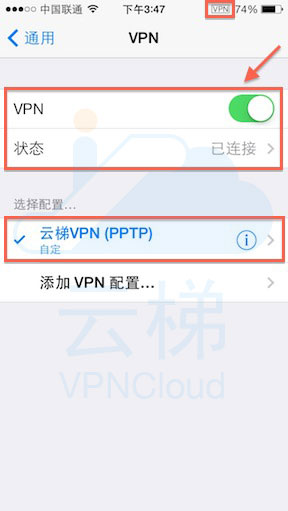 中国联通 下午3:47 VPN 74%
通用 VPN
VPN
状态 已连接
选择配置...
云梯VPN (PPTP)
自定
添加 VPN 配置...
云梯
VPNCloud